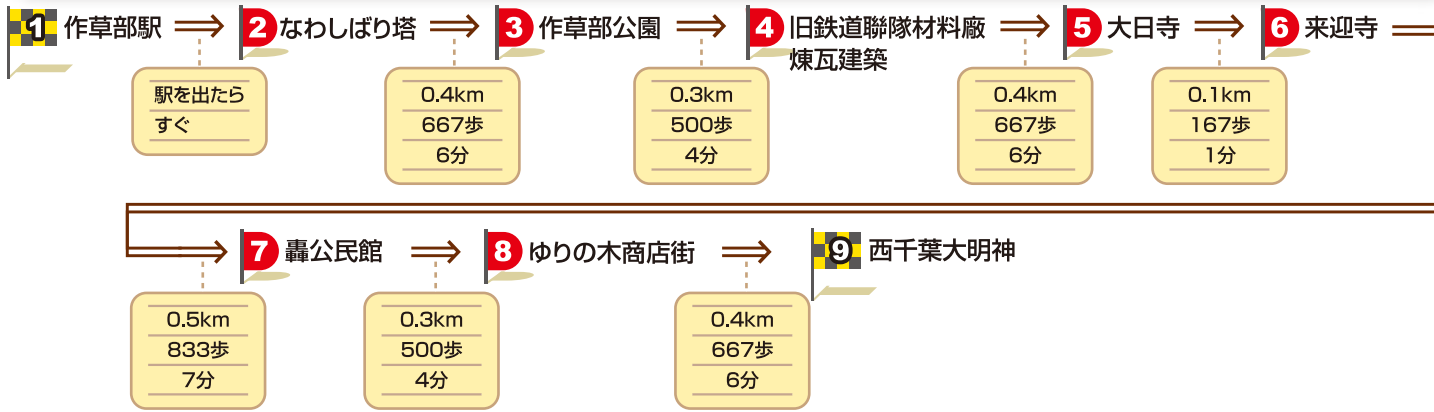 1 作草部駅
2 なわしばり塔
3 作草部公園
4 旧鉄道聯隊材料廠
煉瓦建築
5 大日寺
6 来迎寺
駅を出たら
すぐ
0.4km
667歩
6分
0.3km
500歩
4分
0.4km
667歩
6分
0.1km
167歩
1分
7 轟公民館
8 ゆりの木商店街
9 西千葉大明神
0.5km
833歩
7分
0.3km
500歩
4分
0.4km
667歩
6分